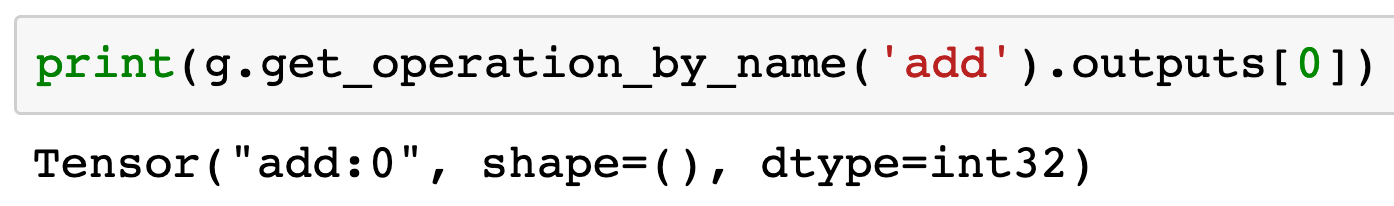 print(g.get_operation_by_name('add').outputs[0])
Tensor("add:0", shape=(), dtype=int32)